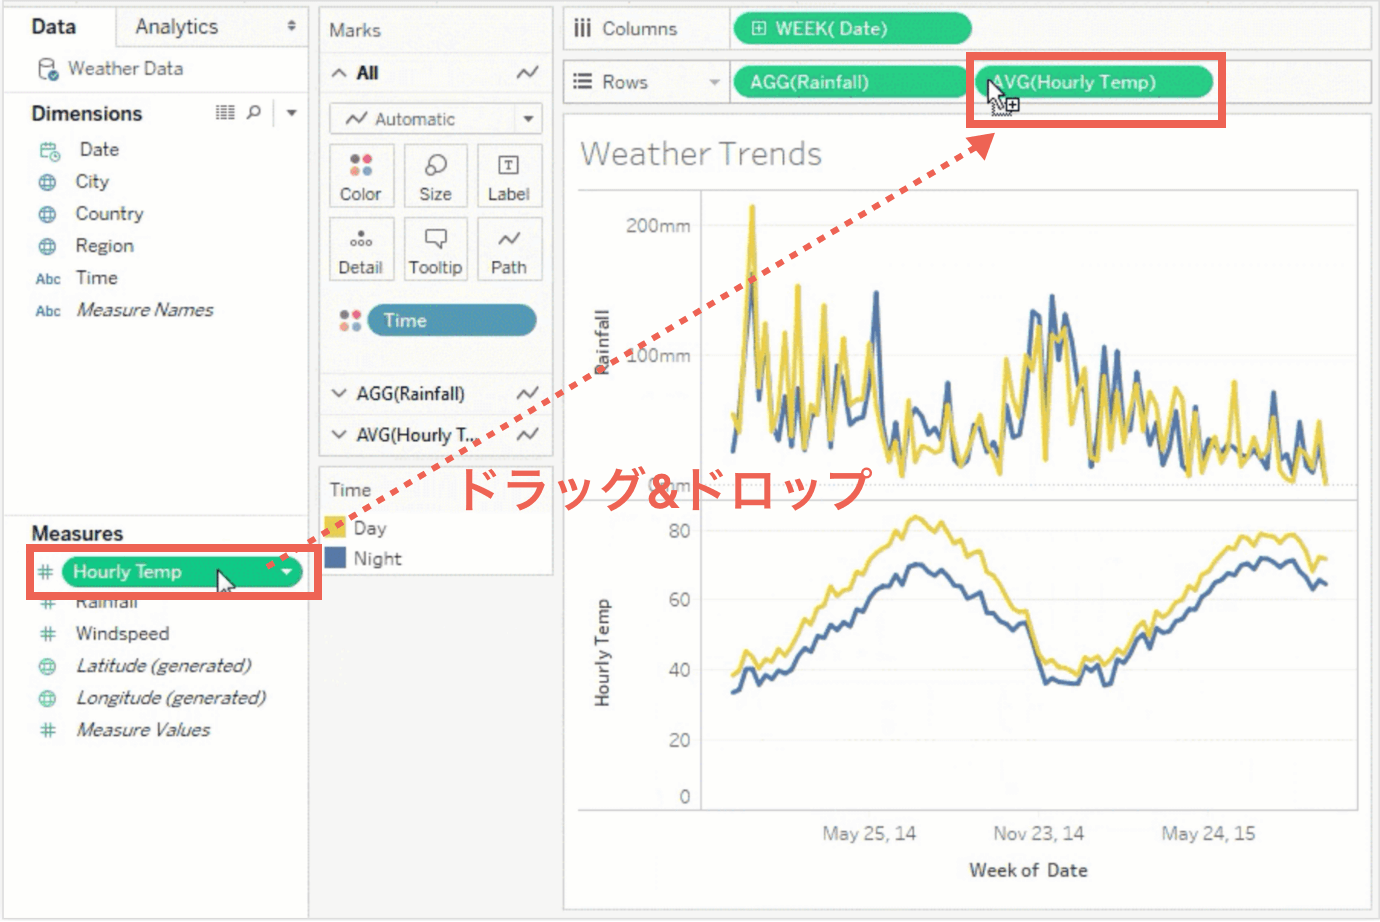 Data
Analytics
Weather Data
Dimensions
Date
City
Country
Region
Abc Time
Abc Measure Names
Measures
Hourly Temp
Rainfall
Windspeed
Latitude (generated)
Longitude (generated)
Measure Values
Marks
All
Automatic
Color
Size
Label
Detail
Tooltip
Path
Time
AGG(Rainfall)
AVG(Hourly T...
Time
Day
Night
Columns
WEEK( Date)
Rows
AGG(Rainfall)
AVG(Hourly Temp)
Weather Trends
Rainfall
200mm
100mm
0mm
ドラッグ&ドロップ
Hourly Temp
80
60
40
20
0
May 25, 14
Nov 23, 14
May 24, 15
Week of Date